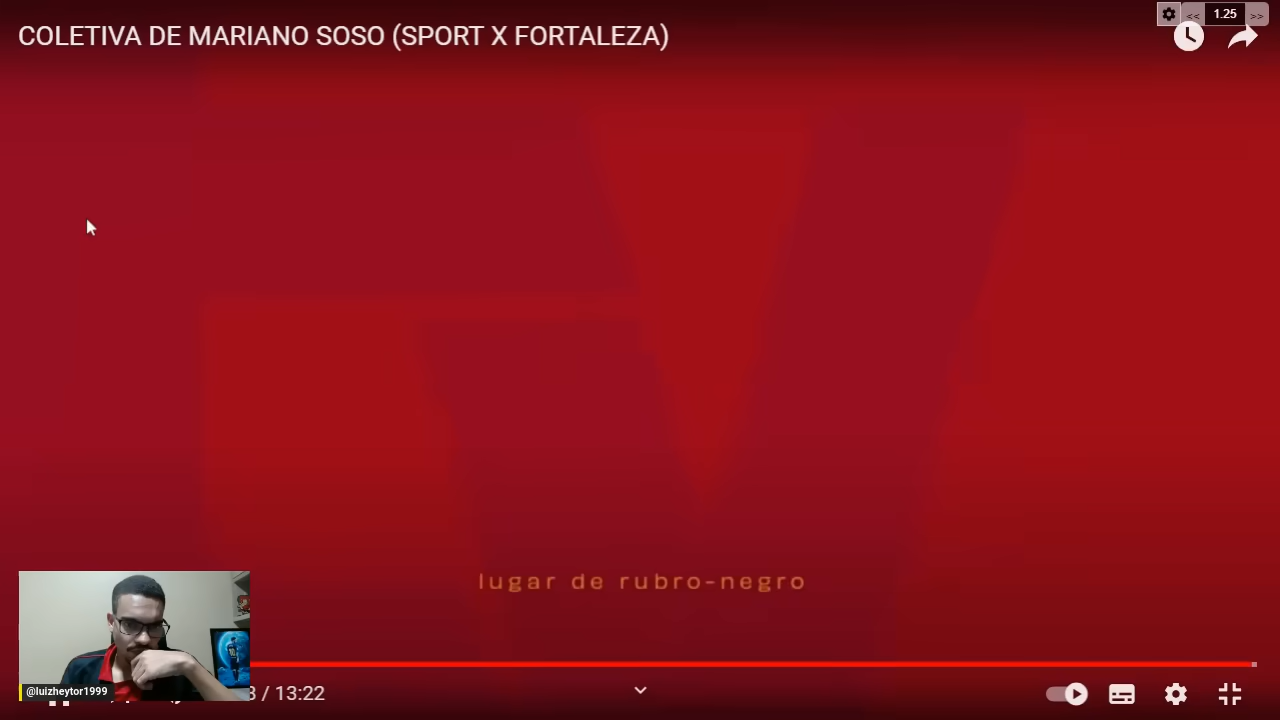 COLETIVA DE MARIANO SOSO (SPORT X FORTALEZA)
<< 1.25 >>
lugar de rubro-negro
@luizheytor1999
/ 13:22